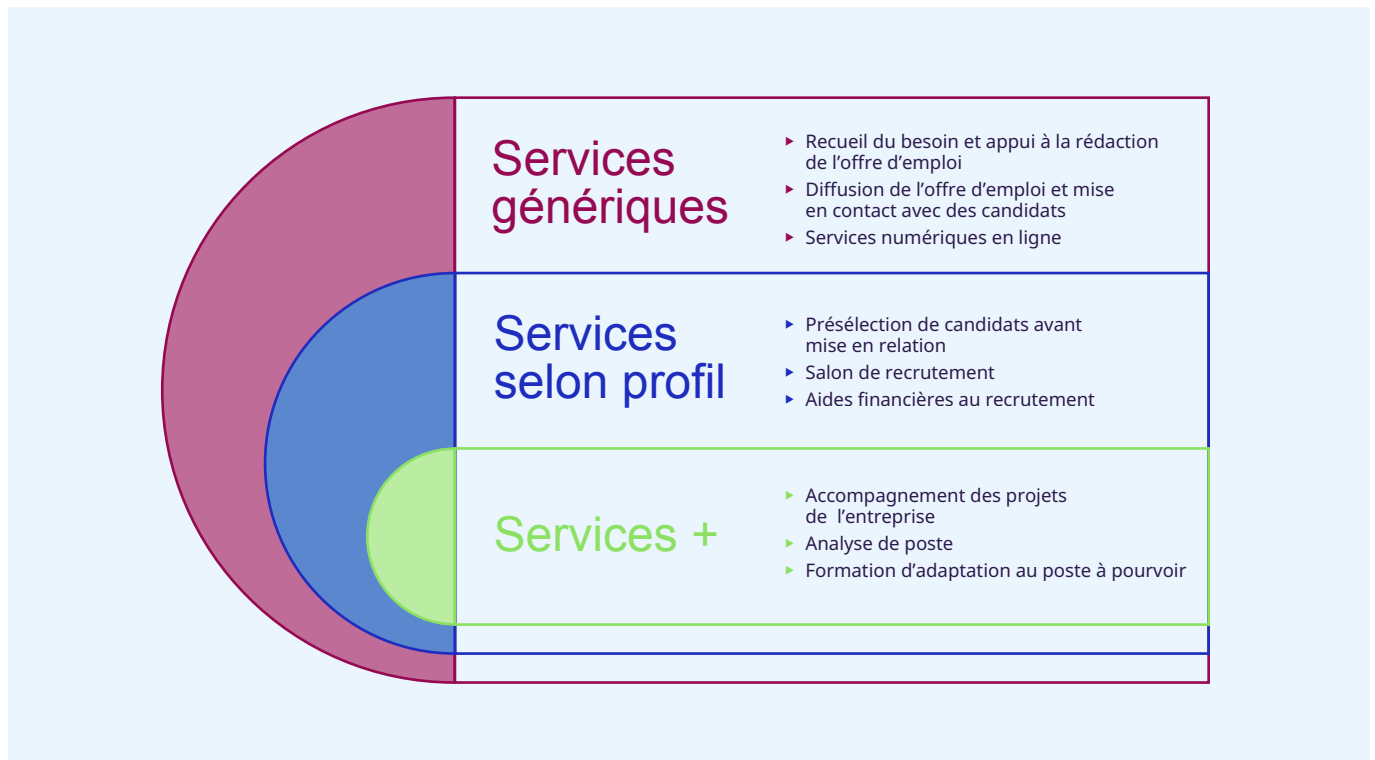 Services
génériques
▸ Recueil du besoin et appui à la rédaction
de l’offre d’emploi
▸ Diffusion de l’offre d’emploi et mise
en contact avec des candidats
▸ Services numériques en ligne
Services
selon profil
▸ Présélection de candidats avant
mise en relation
▸ Salon de recrutement
▸ Aides financières au recrutement
Services +
▸ Accompagnement des projets
de  l’entreprise
▸ Analyse de poste
▸ Formation d’adaptation au poste à pourvoir